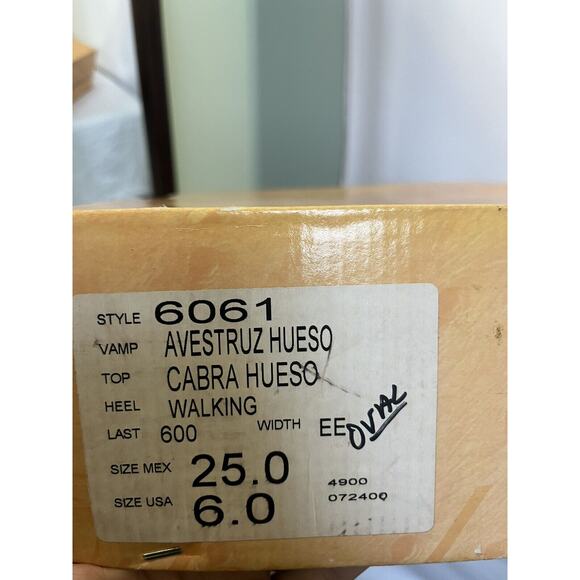 STYLE 6061
VAMP AVESTRUZ HUESO
TOP CABRA HUESO
HEEL WALKING
LAST 600 WIDTH EE OVAL
SIZE MEX 25.0 4900
SIZE USA 6.0 072400